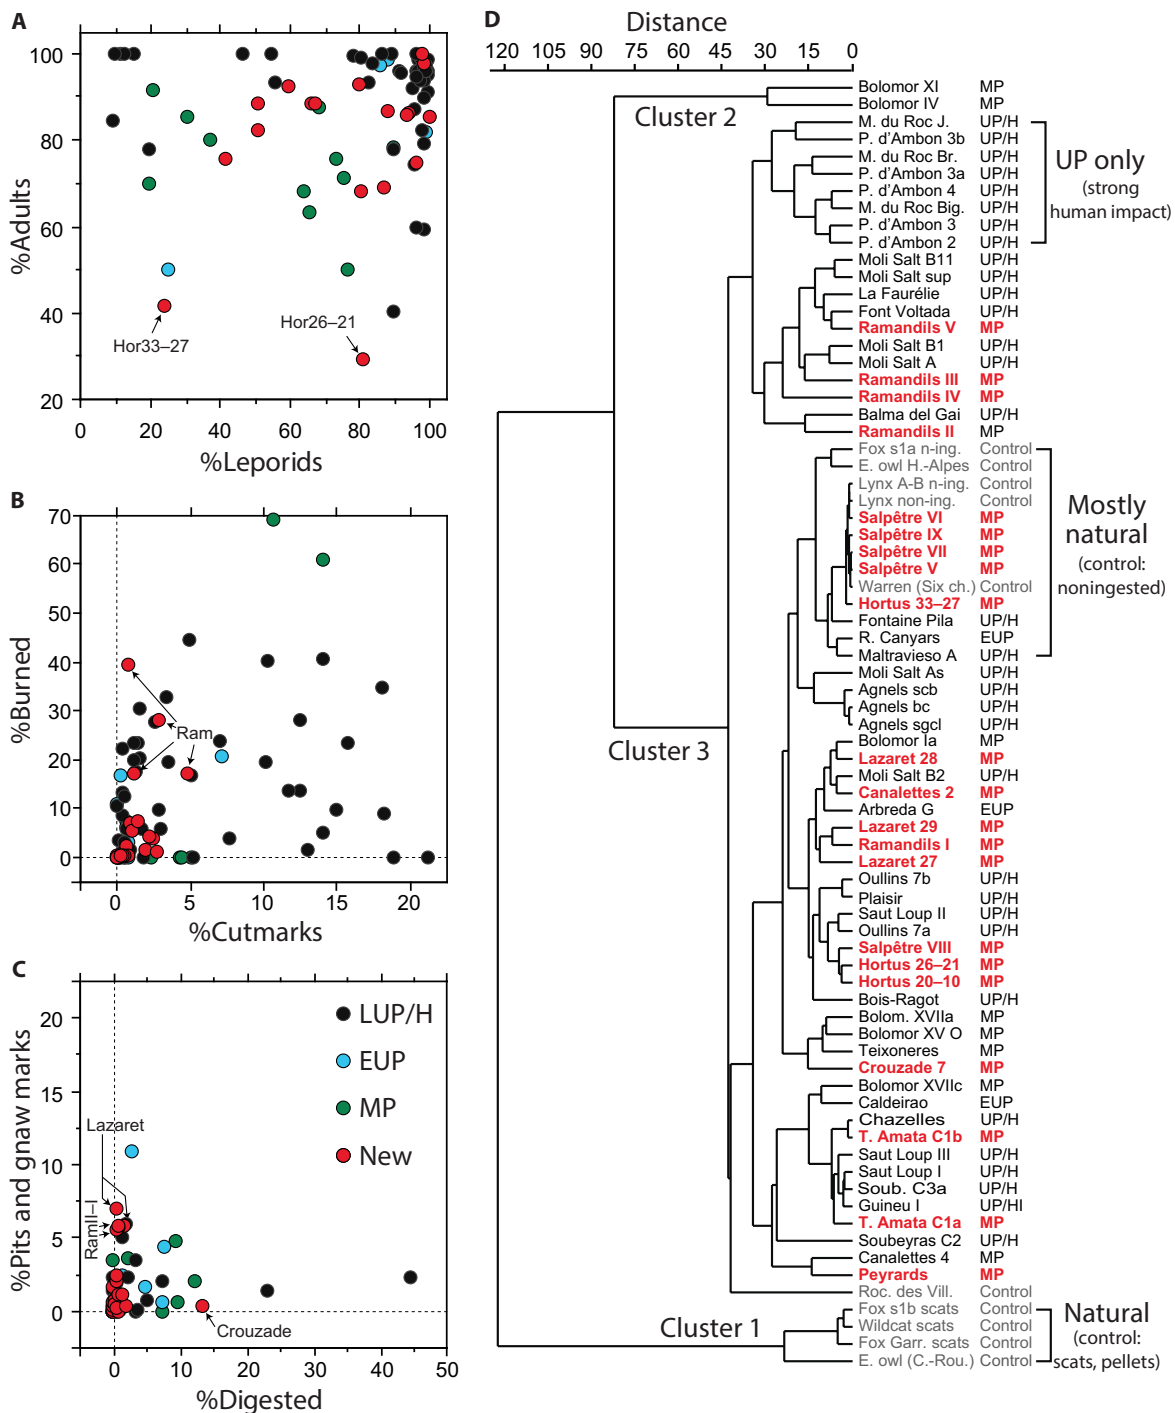 A
100
80
60
40
20
%Adults
Hor33–27
Hor26–21
0
20
40
60
80
100
%Leporids
B
70
60
50
40
30
20
10
0
%Burned
Ram
0
5
10
15
20
%Cutmarks
C
20
15
10
5
0
%Pits and gnaw marks
LUP/H
EUP
MP
New
Lazaret
RamII–I
Crouzade
0
10
20
30
40
50
%Digested
D
Distance
120 105 90 75 60 45 30 15 0
Cluster 2
Cluster 3
Cluster 1
Bolomor XI MP
Bolomor IV MP
M. du Roc J. UP/H
P. d'Ambon 3b UP/H
M. du Roc Br. UP/H
P. d'Ambon 3a UP/H
P. d'Ambon 4 UP/H
M. du Roc Big. UP/H
P. d'Ambon 3 UP/H
P. d'Ambon 2 UP/H
Moli Salt B11 UP/H
Moli Salt sup UP/H
La Faurélie UP/H
Font Voltada UP/H
Ramandils V MP
Moli Salt B1 UP/H
Moli Salt A UP/H
Ramandils III MP
Ramandils IV MP
Balma del Gai UP/H
Ramandils II MP
Fox s1a n-ing. Control
E. owl H.-Alpes Control
Lynx A-B n-ing. Control
Lynx non-ing. Control
Salpêtre VI MP
Salpêtre IX MP
Salpêtre VII MP
Salpêtre V MP
Warren (Six ch.) Control
Hortus 33–27 MP
Fontaine Pila UP/H
R. Canyars EUP
Maltravieso A UP/H
Moli Salt As UP/H
Agnels scb UP/H
Agnels bc UP/H
Agnels sgcl UP/H
Bolomor Ia MP
Lazaret 28 MP
Moli Salt B2 UP/H
Canalettes 2 MP
Arbreda G EUP
Lazaret 29 MP
Ramandils I MP
Lazaret 27 MP
Oullins 7b UP/H
Plaisir UP/H
Saut Loup II UP/H
Oullins 7a UP/H
Salpêtre VIII MP
Hortus 26–21 MP
Hortus 20–10 MP
Bois-Ragot UP/H
Bolom. XVIIa MP
Bolomor XV O MP
Teixoneres MP
Crouzade 7 MP
Bolomor XVIIc MP
Caldeirao EUP
Chazelles UP/H
T. Amata C1b MP
Saut Loup III UP/H
Saut Loup I UP/H
Soub. C3a UP/H
Guineu I UP/HI
T. Amata C1a MP
Soubeyras C2 UP/H
Canalettes 4 MP
Peyrards MP
Roc. des Vill. Control
Fox s1b scats Control
Wildcat scats Control
Fox Garr. scats Control
E. owl (C.-Rou.) Control
UP only
(strong
human impact)
Mostly
natural
(control:
noningested)
Natural
(control:
scats, pellets)